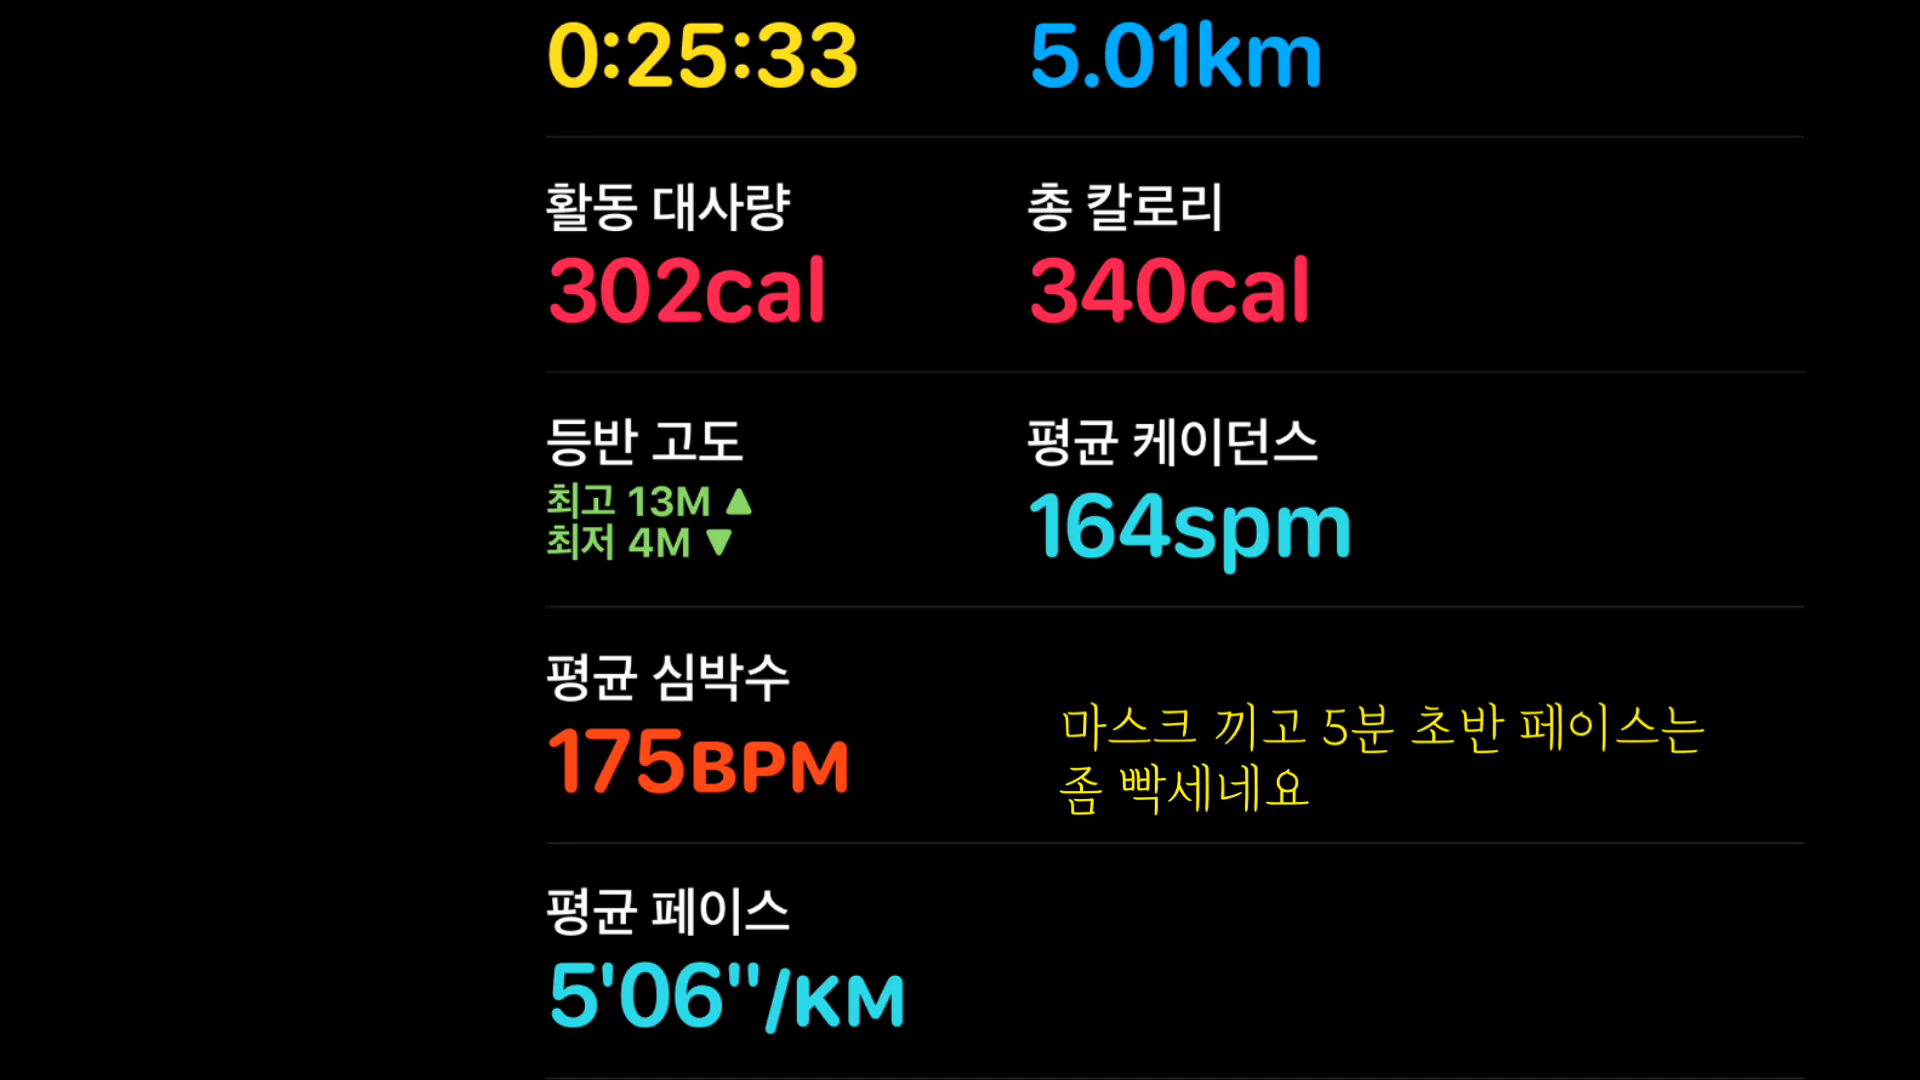 0:25:33 5.01km
활동 대사량 총 칼로리
302cal 340cal
등반 고도 평균 케이던스
최고 13M ▲
최저 4M ▼
164spm
평균 심박수
175BPM
마스크 끼고 5분 초반 페이스는
좀 빡세네요
평균 페이스
5'06"/KM